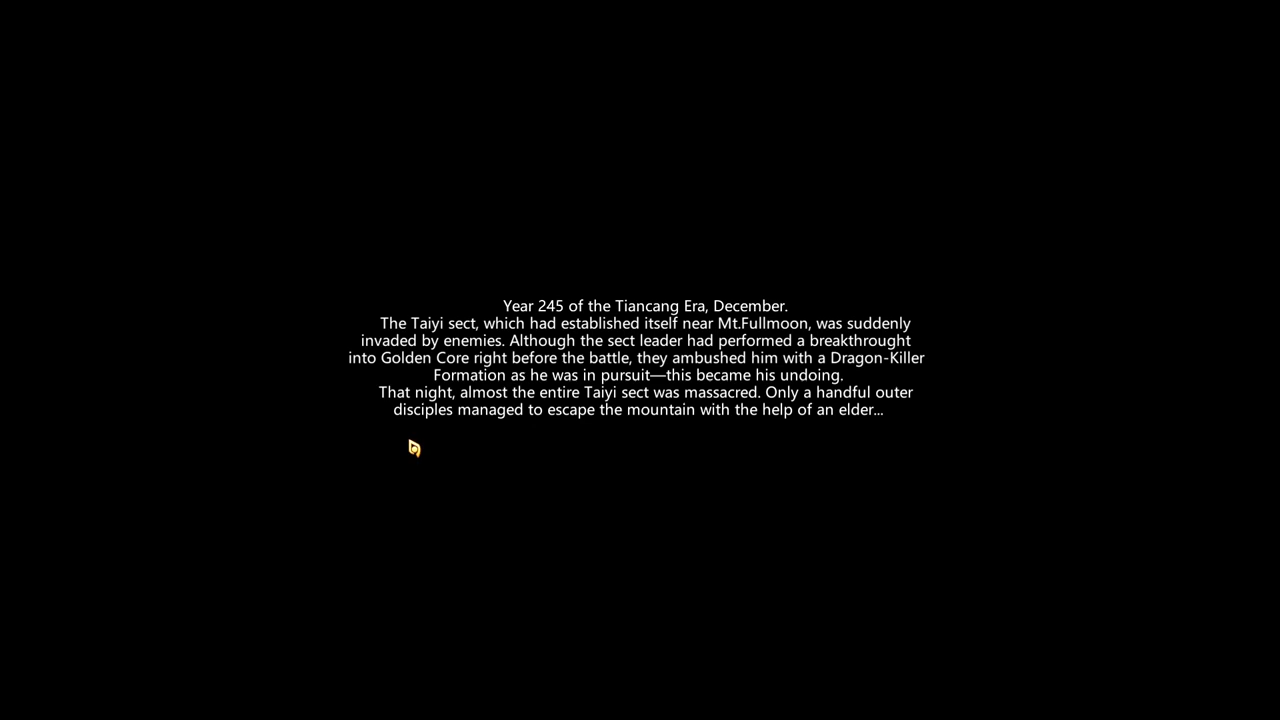 Year 245 of the Tiancang Era, December.
The Taiyi sect, which had established itself near Mt.Fullmoon, was suddenly
invaded by enemies. Although the sect leader had performed a breakthrought
into Golden Core right before the battle, they ambushed him with a Dragon-Killer
Formation as he was in pursuit—this became his undoing.
That night, almost the entire Taiyi sect was massacred. Only a handful outer
disciples managed to escape the mountain with the help of an elder...